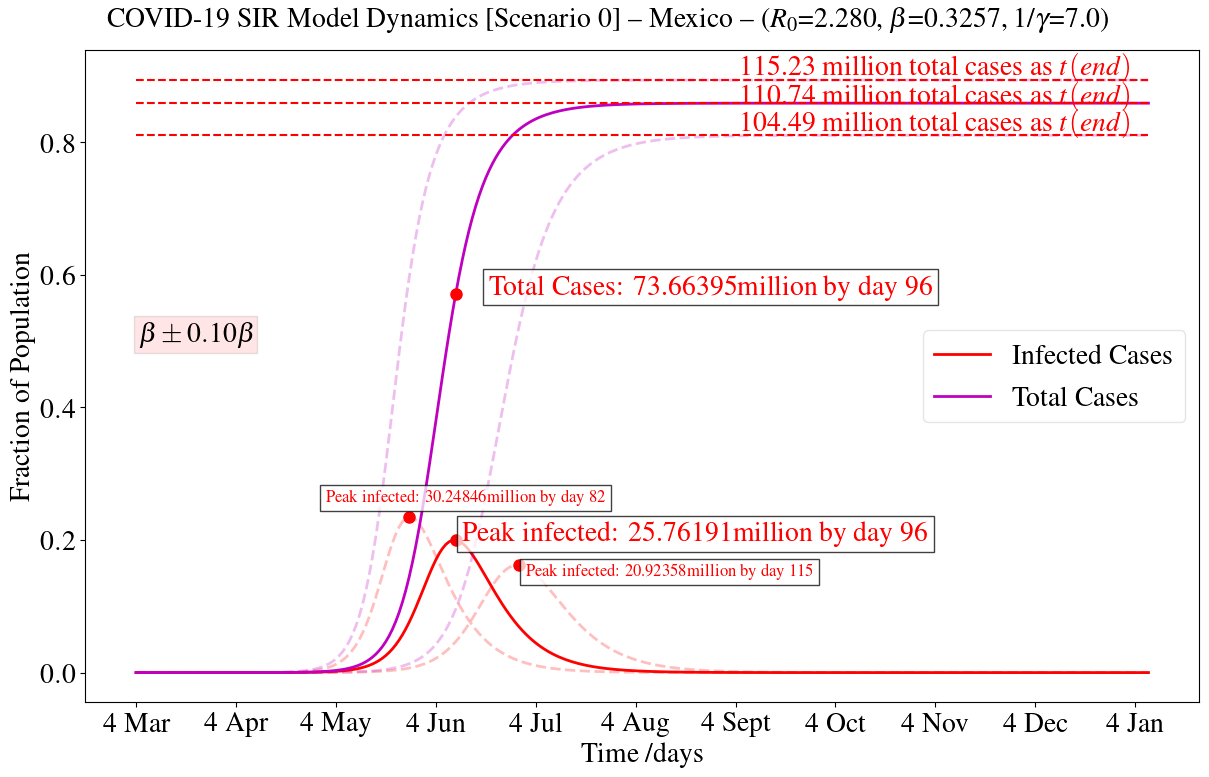 COVID-19 SIR Model Dynamics [Scenario 0] – Mexico – (R₀=2.280, β=0.3257, 1/γ=7.0)
115.23 million total cases as t(end)
110.74 million total cases as t(end)
104.49 million total cases as t(end)
0.8
0.6
0.4
0.2
0.0
Fraction of Population
Total Cases: 73.66395million by day 96
β ± 0.10β
Infected Cases
Total Cases
Peak infected: 30.24846million by day 82
Peak infected: 25.76191million by day 96
Peak infected: 20.92358million by day 115
4 Mar 4 Apr 4 May 4 Jun 4 Jul 4 Aug 4 Sept 4 Oct 4 Nov 4 Dec 4 Jan
Time /days